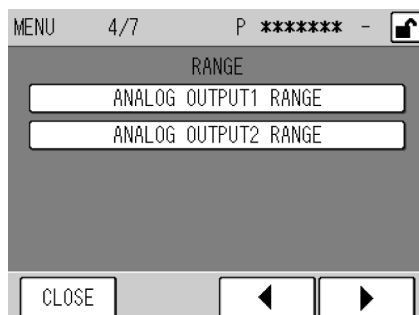 MENU 4/7 P ******* -
RANGE
ANALOG OUTPUT1 RANGE
ANALOG OUTPUT2 RANGE
CLOSE